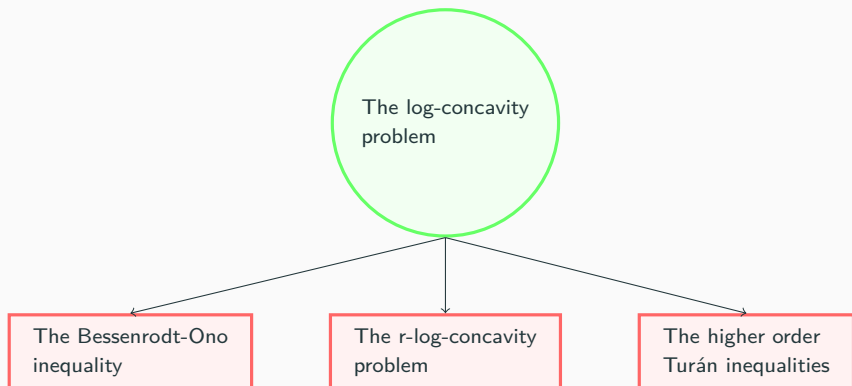 The log-concavity
problem
The Bessenrodt-Ono
inequality
The r-log-concavity
problem
The higher order
Turán inequalities